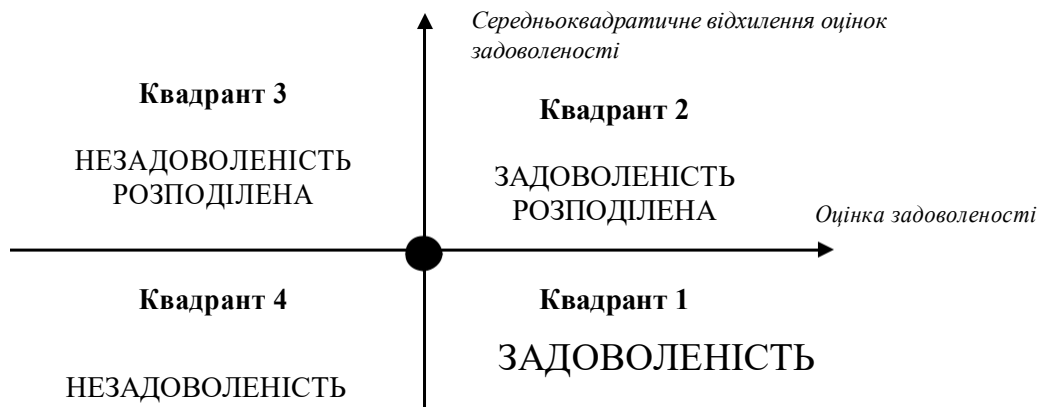 Середньоквадратичне відхилення оцінок
задоволеності
Квадрант 3
Квадрант 2
НЕЗАДОВОЛЕНІСТЬ
РОЗПОДІЛЕНА
ЗАДОВОЛЕНІСТЬ
РОЗПОДІЛЕНА
Оцінка задоволеності
Квадрант 4
Квадрант 1
ЗАДОВОЛЕНІСТЬ
НЕЗАДОВОЛЕНІСТЬ